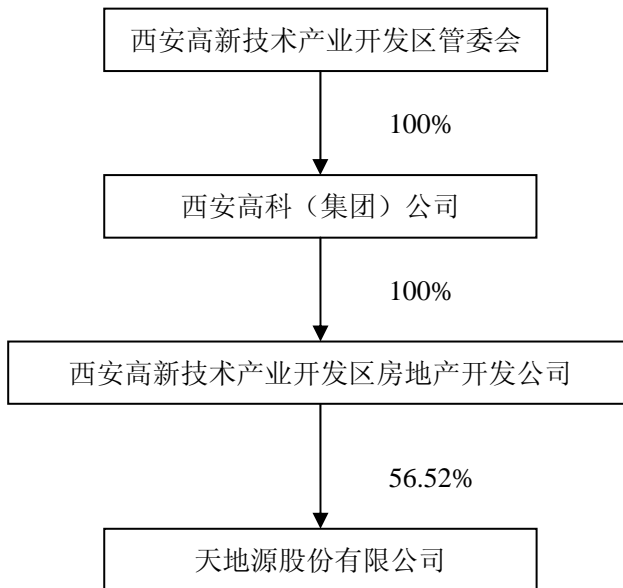 西安高新技术产业开发区管委会
100%
西安高科（集团）公司
100%
西安高新技术产业开发区房地产开发公司
56.52%
天地源股份有限公司